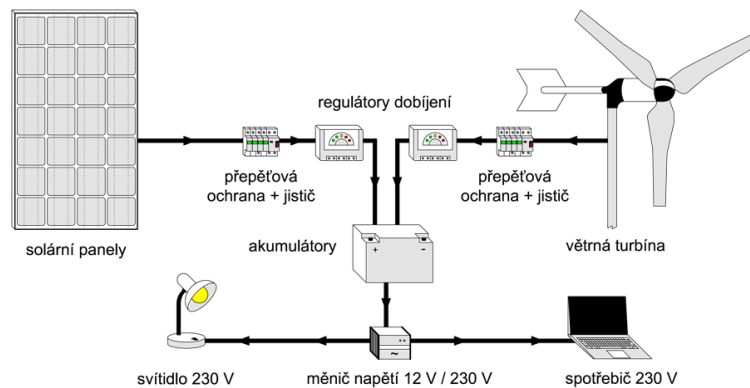 regulátory dobíjení
přepěťová
ochrana + jistič
přepěťová
ochrana + jistič
solární panely
akumulátory
větrná turbína
+ -
~
svítidlo 230 V
měnič napětí 12 V / 230 V
spotřebič 230 V